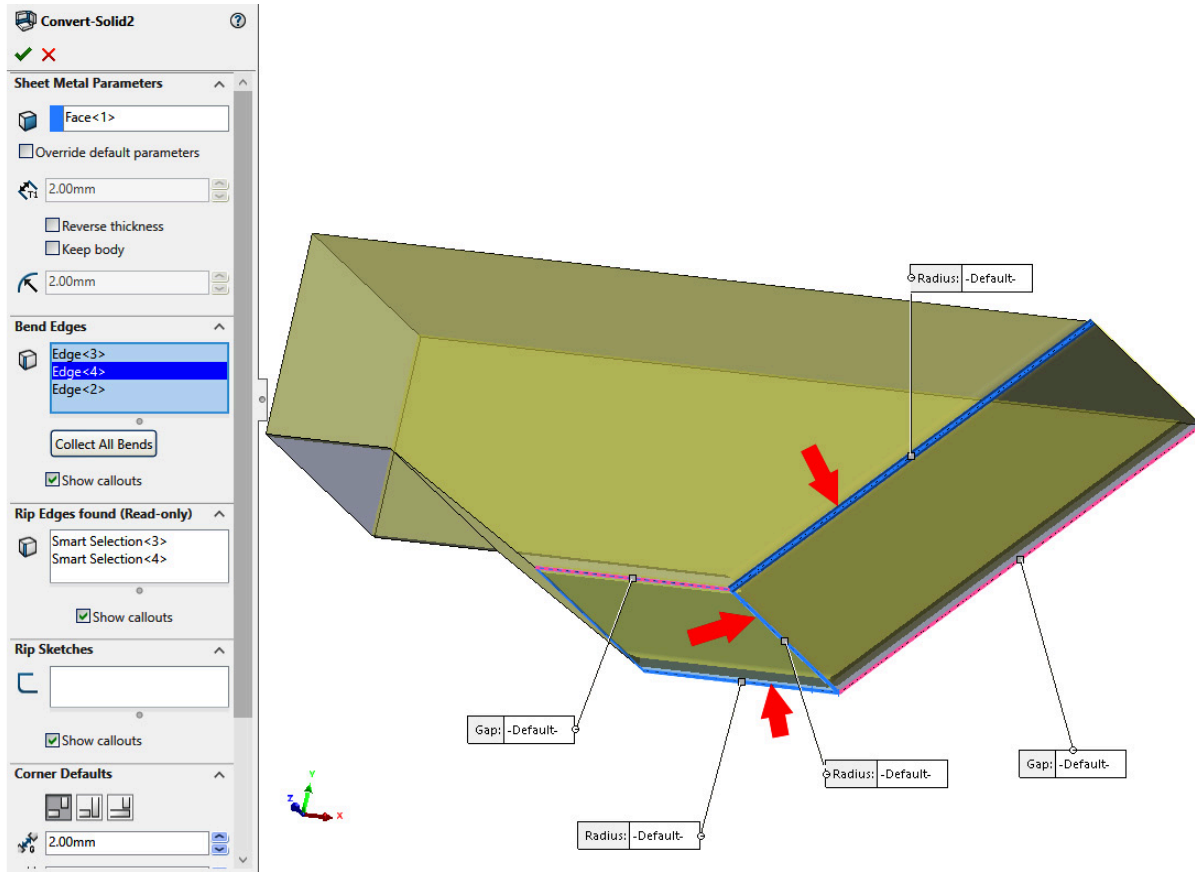 Convert-Solid2
Sheet Metal Parameters
Face<1>
Override default parameters
T1
2.00mm
Reverse thickness
Keep body
2.00mm
Bend Edges
Edge<3>
Edge<4>
Edge<2>
Collect All Bends
Show callouts
Rip Edges found (Read-only)
Smart Selection<3>
Smart Selection<4>
Show callouts
Rip Sketches
Show callouts
Corner Defaults
G
2.00mm
Radius: -Default-
Gap: -Default-
Radius: -Default-
Gap: -Default-
Radius: -Default-
Y
Z
X